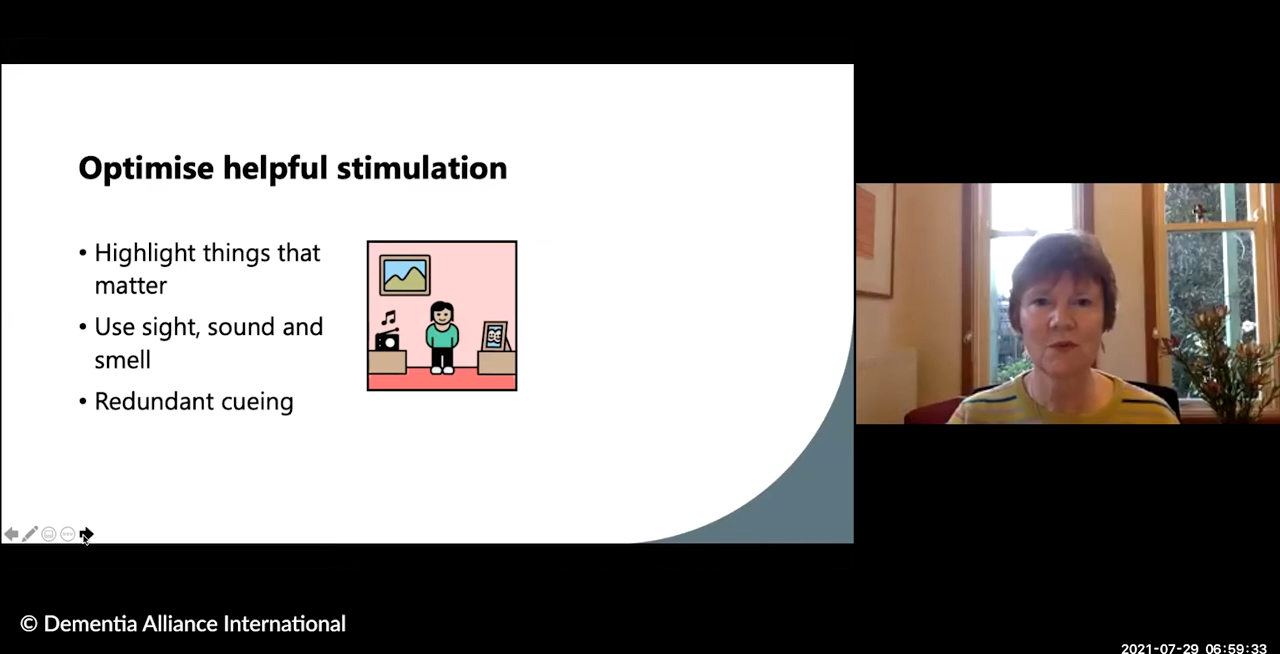 Optimise helpful stimulation
• Highlight things that
matter
• Use sight, sound and
smell
• Redundant cueing
© Dementia Alliance International
2021-07-29 06:59:33